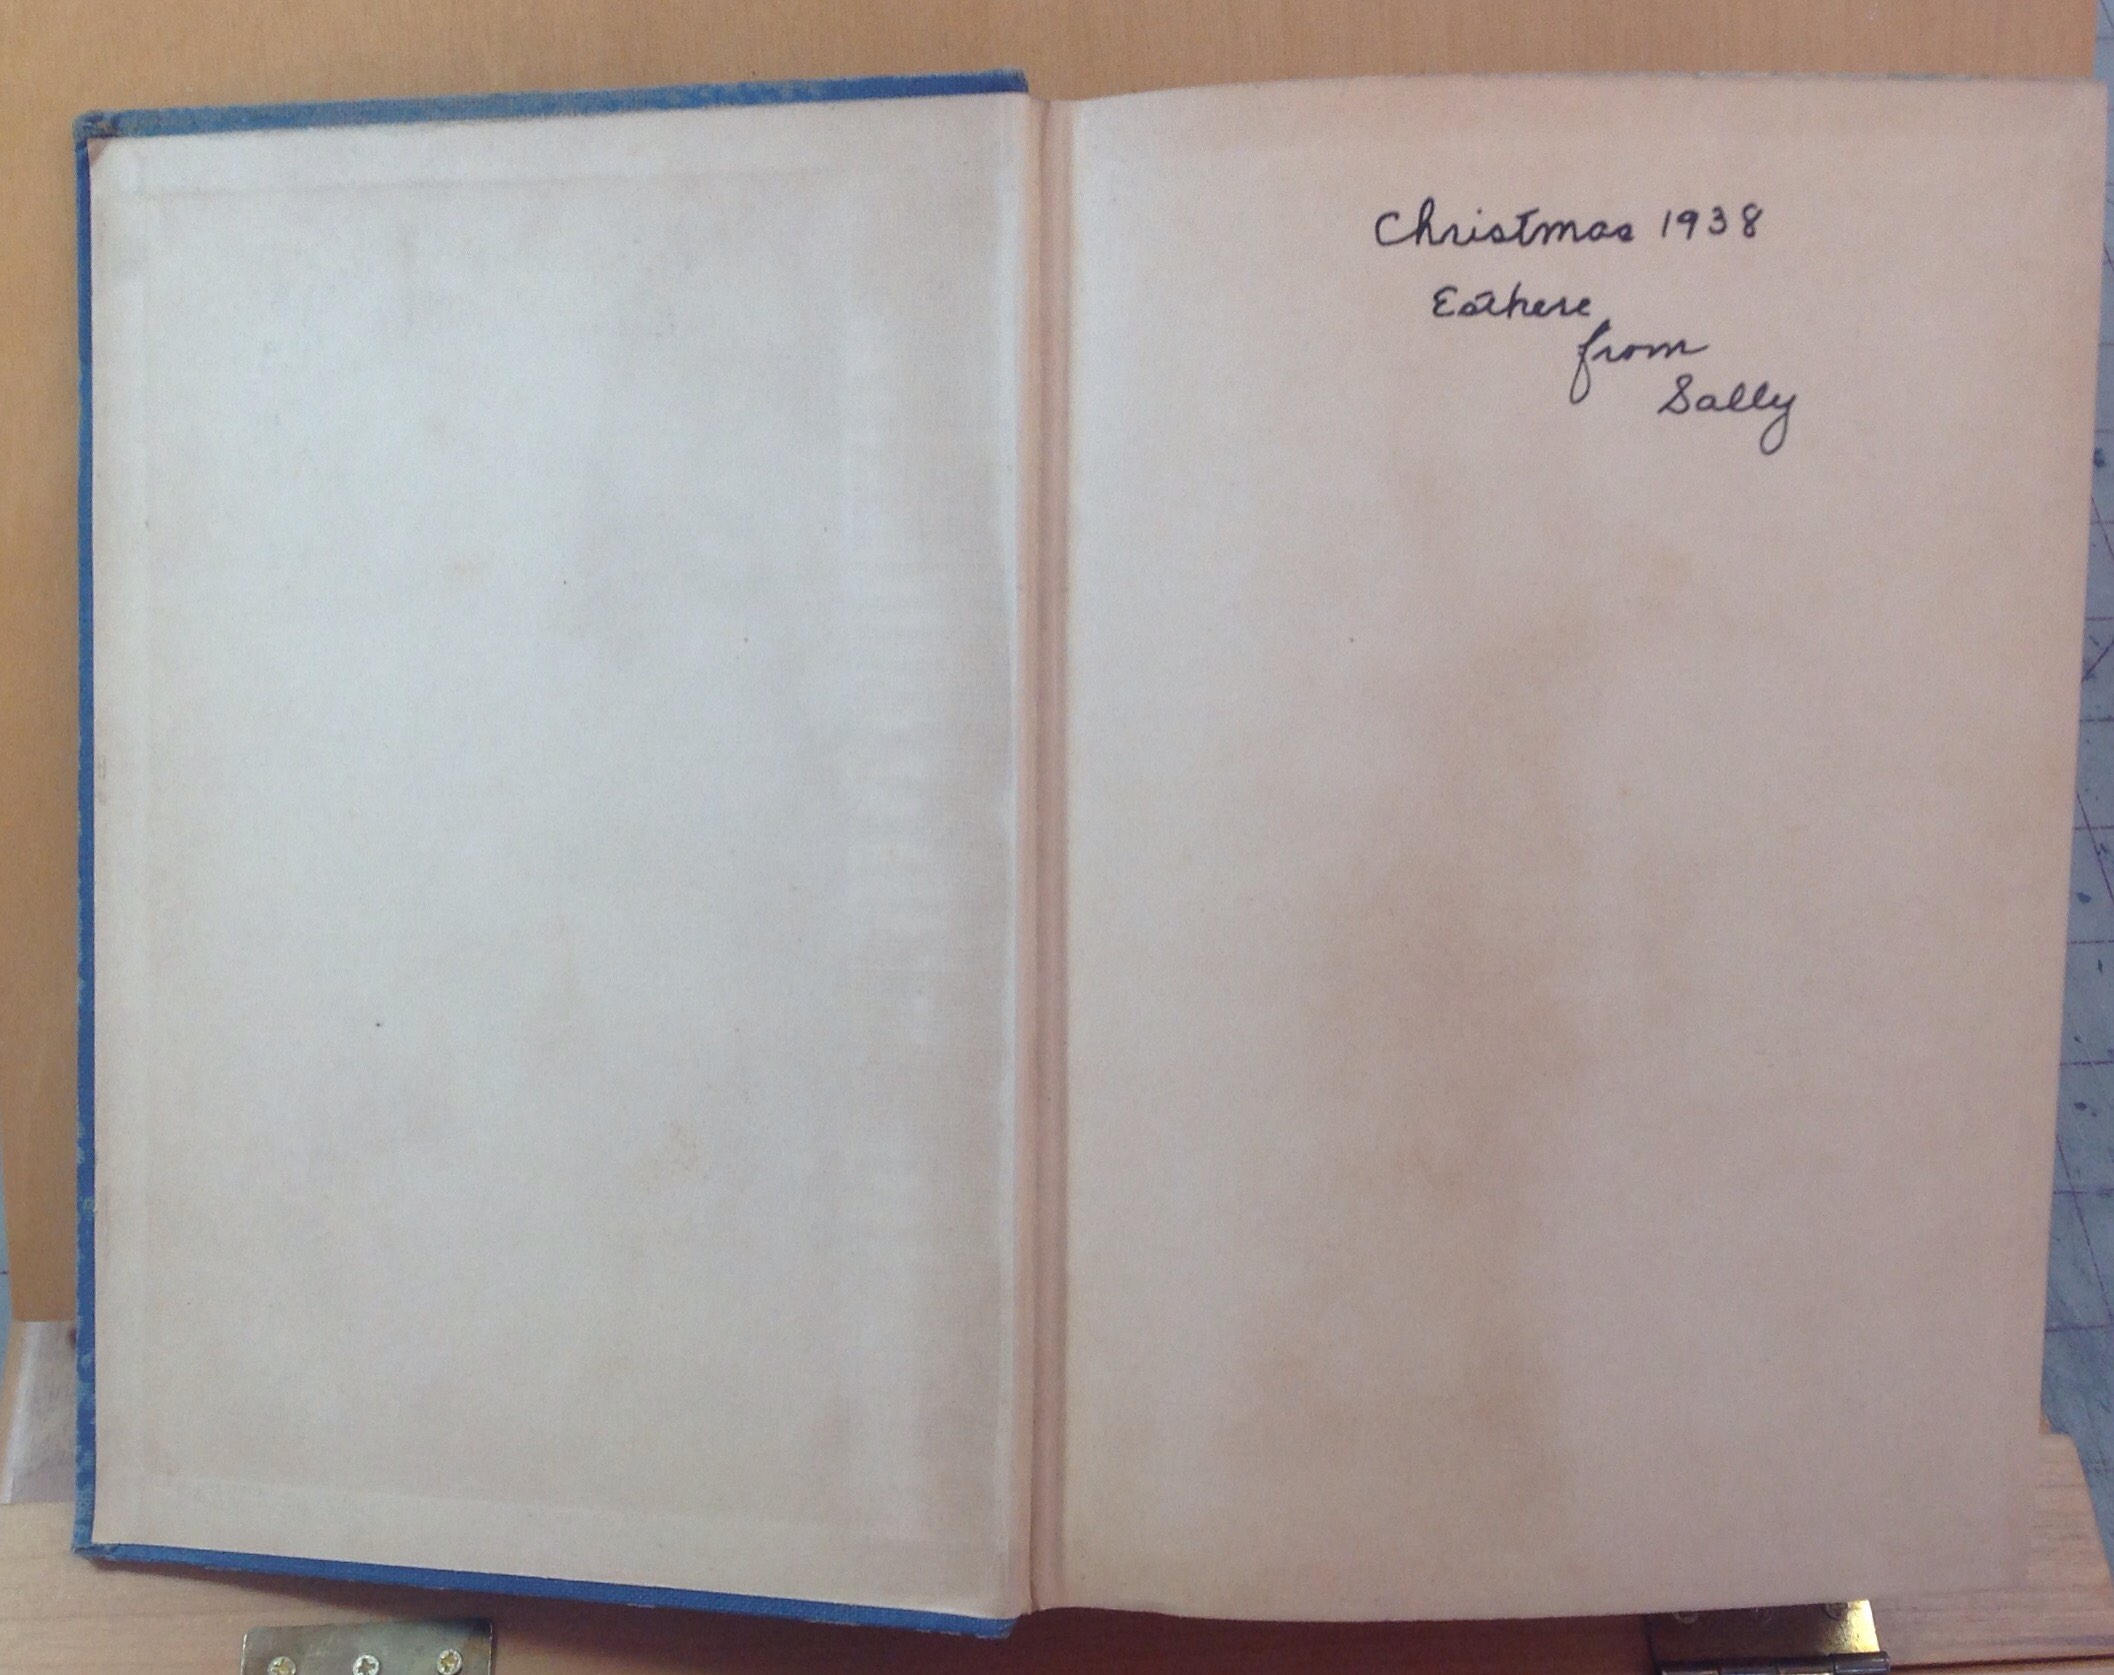 Christmas 1938
Esthere
from
Sally